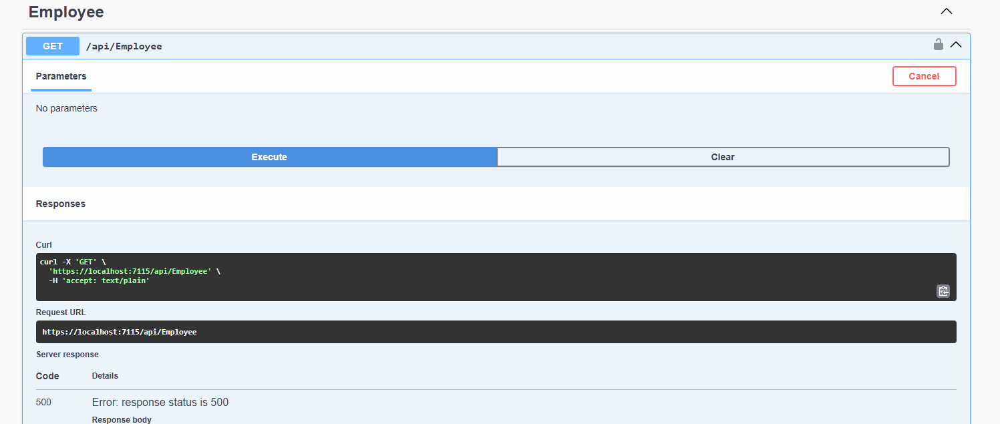 Employee
GET /api/Employee
Parameters
Cancel
No parameters
Execute
Clear
Responses
Curl
curl -X 'GET' \
  'https://localhost:7115/api/Employee' \
  -H 'accept: text/plain'
Request URL
https://localhost:7115/api/Employee
Server response
Code Details
500 Error: response status is 500
Response body